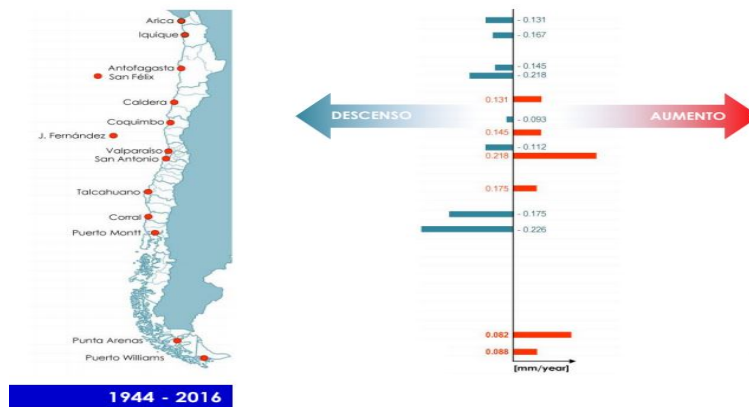 Arica
Iquique
Antofagasta
San Félix
Caldera
Coquimbo
J. Fernández
Valparaíso
San Antonio
Talcahuano
Corral
Puerto Montt
Punta Arenas
Puerto Williams
1944 - 2016
- 0.131
- 0.167
- 0.145
- 0.218
0.131
DESCENSO
- 0.093
AUMENTO
0.145
- 0.112
0.218
0.175
- 0.175
- 0.226
0.082
0.088
[mm/year]